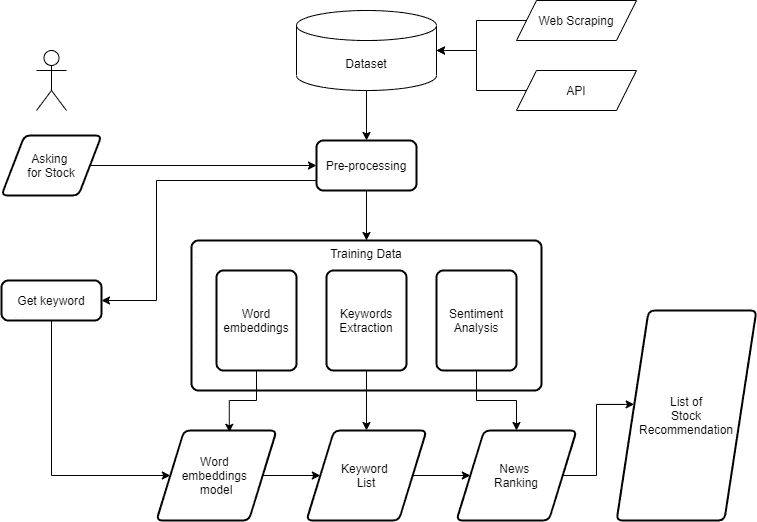 Web Scraping
Dataset
API
Asking
for Stock
Pre-processing
Training Data
Get keyword
Word
embeddings
Keywords
Extraction
Sentiment
Analysis
List of
Stock
Recommendation
Word
embeddings
model
Keyword
List
News
Ranking